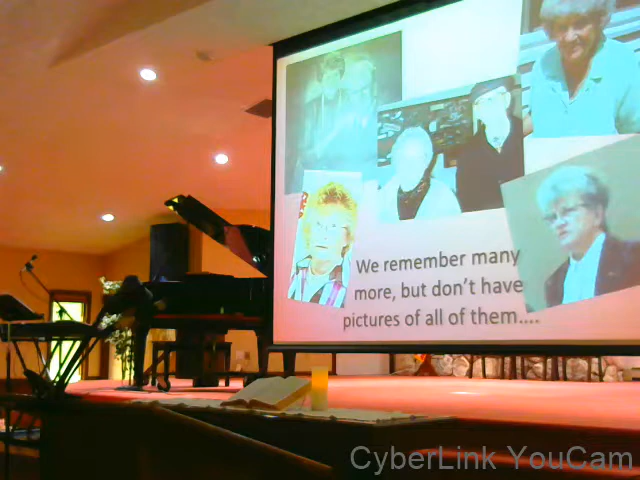 We remember many
more, but don't have
pictures of all of them....
CyberLink YouCam